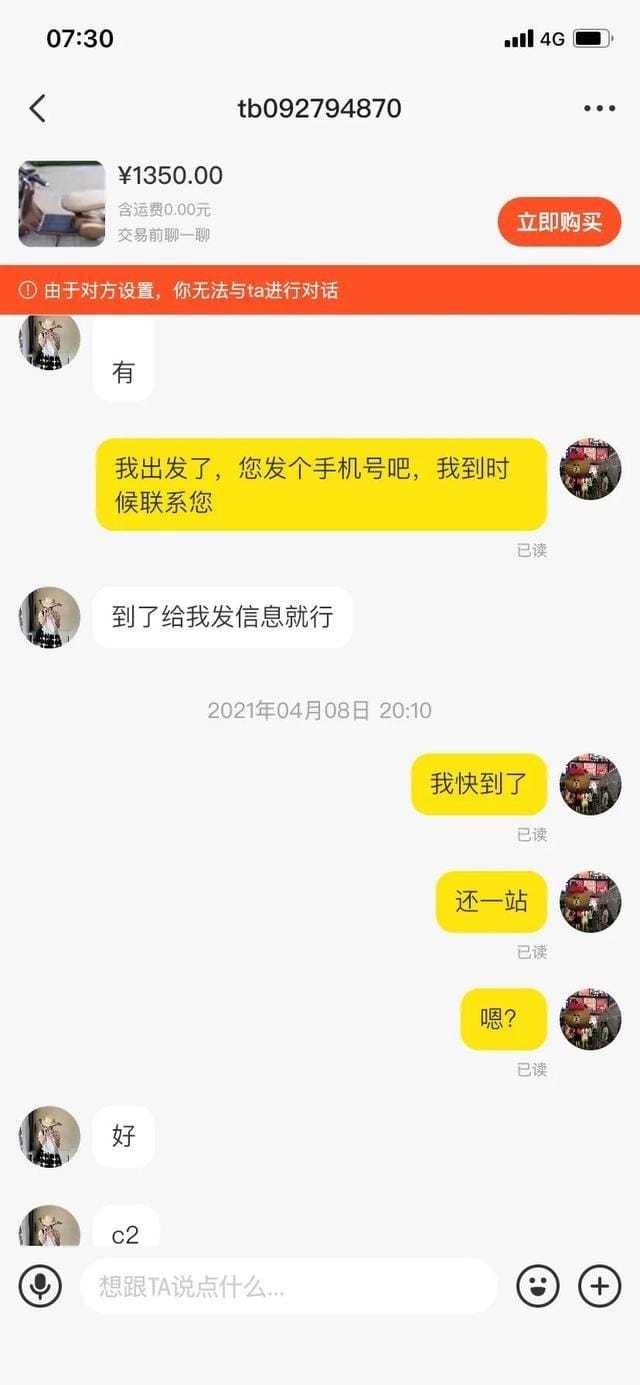 07:30
4G
tb092794870
¥1350.00
含运费0.00元
交易前聊一聊
立即购买
由于对方设置，你无法与ta进行对话
有
我出发了，您发个手机号吧，我到时
候联系您
已读
到了给我发信息就行
2021年04月08日 20:10
我快到了
已读
还一站
已读
嗯？
已读
好
c2
想跟TA说点什么...